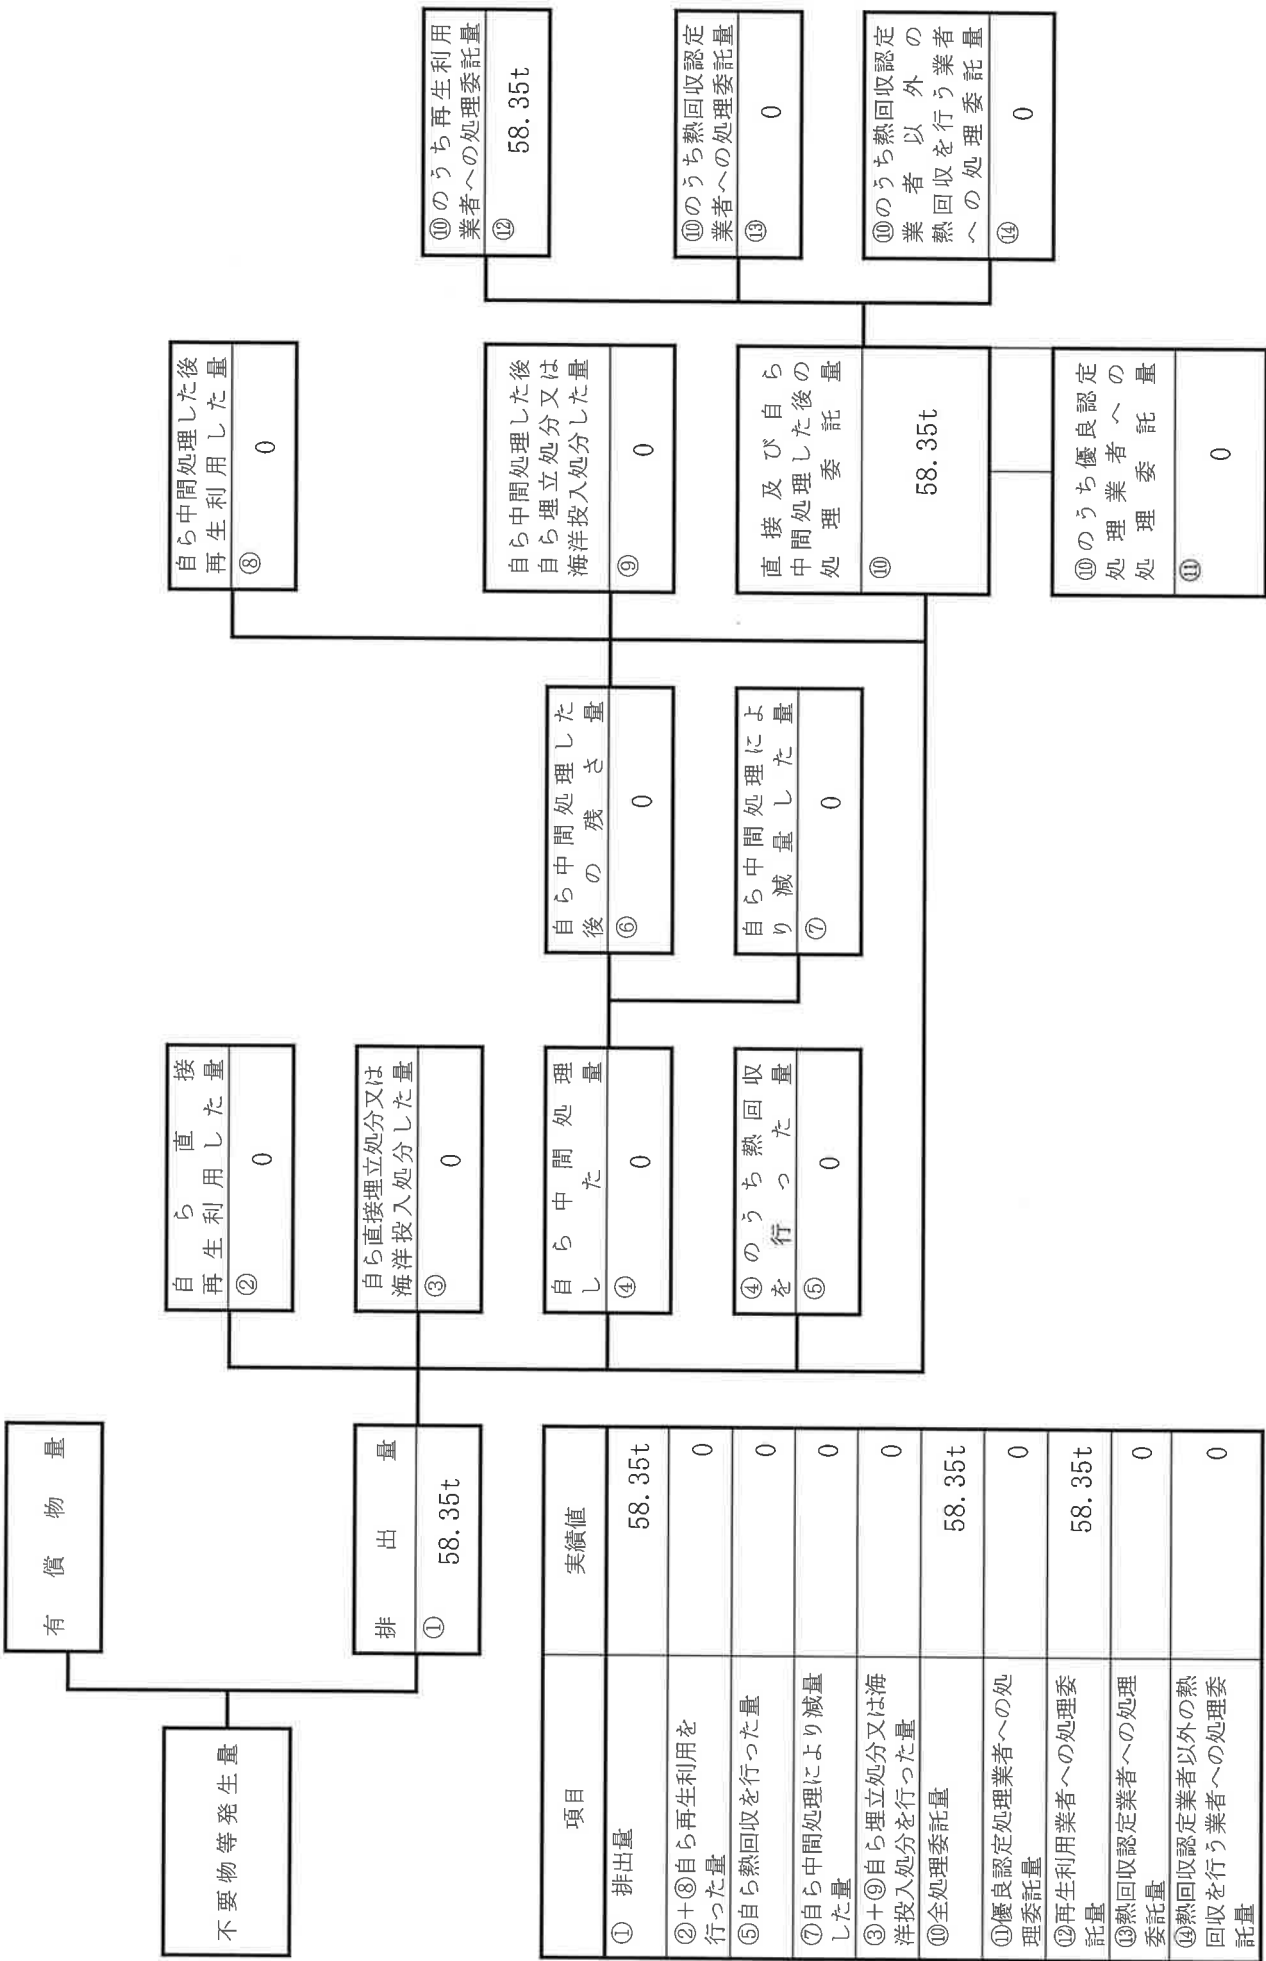 不要物等発生量
有償物量
排出量
①
58.35t
自ら直接
再生利用した量
②
0
自ら直接埋立処分又は
海洋投入処分した量
③
0
自ら中間処理
した量
④
0
④のうち熱回収
を行った量
⑤
0
自ら中間処理した
後の残さ量
⑥
0
自ら中間処理によ
り減量した量
⑦
0
自ら中間処理した後
再生利用した量
⑧
0
自ら中間処理した後
自ら埋立処分又は
海洋投入処分した量
⑨
0
直接及び自ら
中間処理した後の
処理委託量
⑩
58.35t
⑩のうち優良認定
処理業者への
処理委託量
⑪
0
⑩のうち再生利用
業者への処理委託量
⑫
58.35t
⑩のうち熱回収認定
業者への処理委託量
⑬
0
⑩のうち熱回収認定
業者以外の
熱回収を行う業者
への処理委託量
⑭
0
項目
実績値
①　排出量
58.35t
②+⑧自ら再生利用を
行った量
0
⑤自ら熱回収を行った量
0
⑦自ら中間処理により減量
した量
0
③+⑨自ら埋立処分又は海
洋投入処分を行った量
0
⑩全処理委託量
58.35t
⑪優良認定処理業者への処
理委託量
0
⑫再生利用業者への処理委
託量
58.35t
⑬熱回収認定業者への処理
委託量
0
⑭熱回収認定業者以外の熱
回収を行う業者への処理委
託量
0